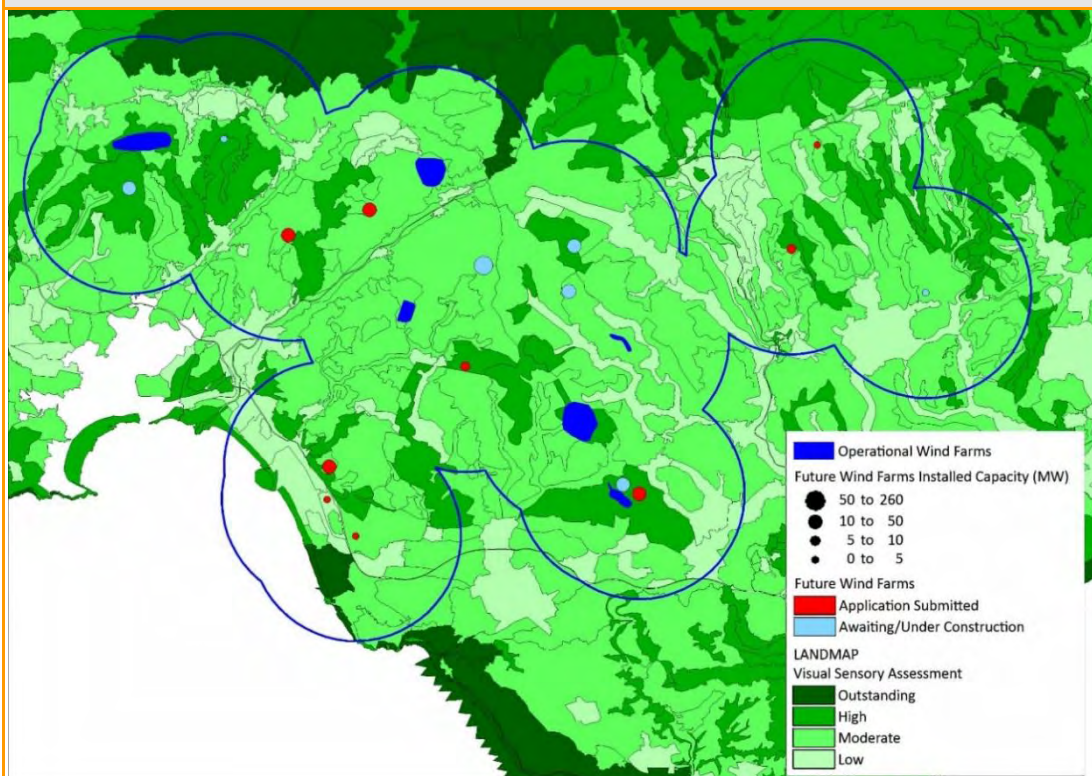 Operational Wind Farms
Future Wind Farms Installed Capacity (MW)
50 to 260
10 to 50
5 to 10
0 to 5
Future Wind Farms
Application Submitted
Awaiting/Under Construction
LANDMAP
Visual Sensory Assessment
Outstanding
High
Moderate
Low